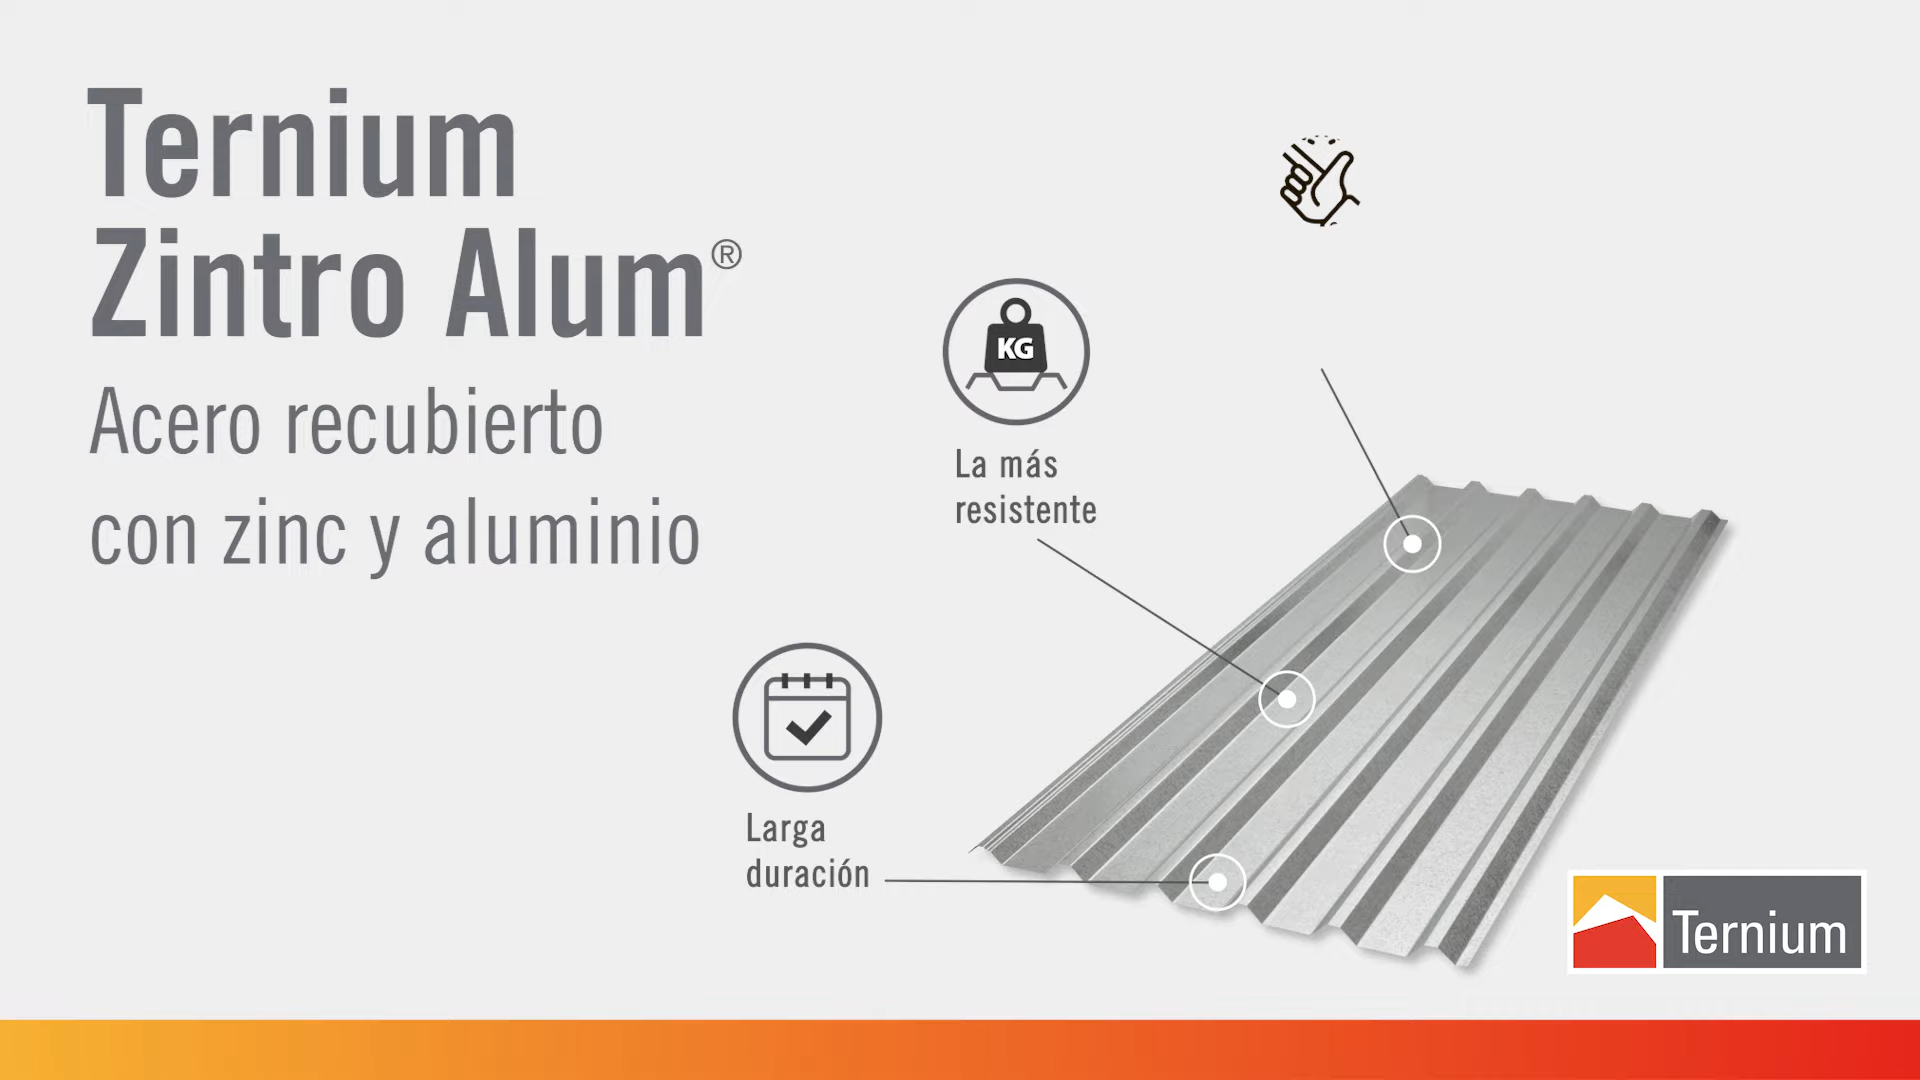 Ternium
Zintro Alum®
Acero recubierto
con zinc y aluminio
KG
La más
resistente
Larga
duración
Ternium